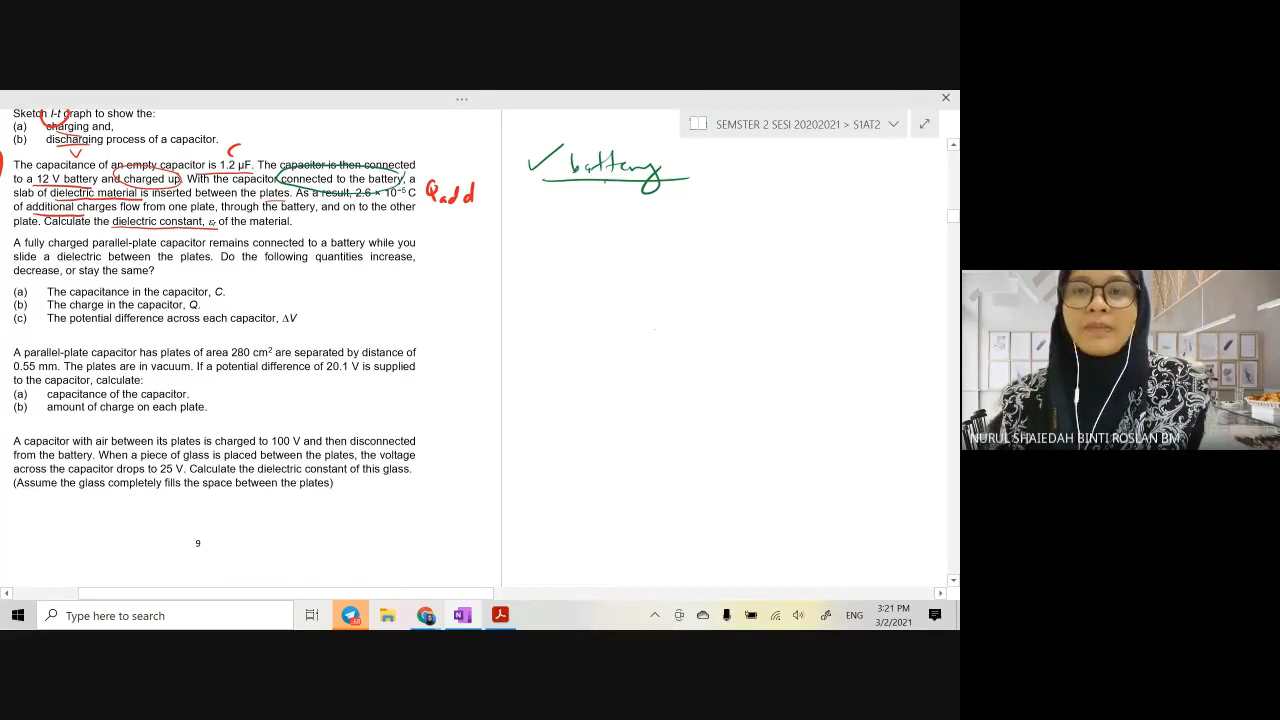 SEMSTER 2 SESI 20202021 > S1AT2
Sketch I-t graph to show the:
(a) charging and,
(b) discharging process of a capacitor.
V
C
The capacitance of an empty capacitor is 1.2 μF. The capacitor is then connected
to a 12 V battery and charged up. With the capacitor connected to the battery, a
slab of dielectric material is inserted between the plates. As a result, 2.6 × 10⁻⁵ C
of additional charges flow from one plate, through the battery, and on to the other
plate. Calculate the dielectric constant, εr of the material.
Qadd
A fully charged parallel-plate capacitor remains connected to a battery while you
slide a dielectric between the plates. Do the following quantities increase,
decrease, or stay the same?
(a) The capacitance in the capacitor, C.
(b) The charge in the capacitor, Q.
(c) The potential difference across each capacitor, ΔV
A parallel-plate capacitor has plates of area 280 cm² are separated by distance of
0.55 mm. The plates are in vacuum. If a potential difference of 20.1 V is supplied
to the capacitor, calculate:
(a) capacitance of the capacitor.
(b) amount of charge on each plate.
A capacitor with air between its plates is charged to 100 V and then disconnected
from the battery. When a piece of glass is placed between the plates, the voltage
across the capacitor drops to 25 V. Calculate the dielectric constant of this glass.
(Assume the glass completely fills the space between the plates)
9
✓ battery
NURUL SHAIEDAH BINTI ROSLAN BM
Type here to search
ENG
3:21 PM
3/2/2021